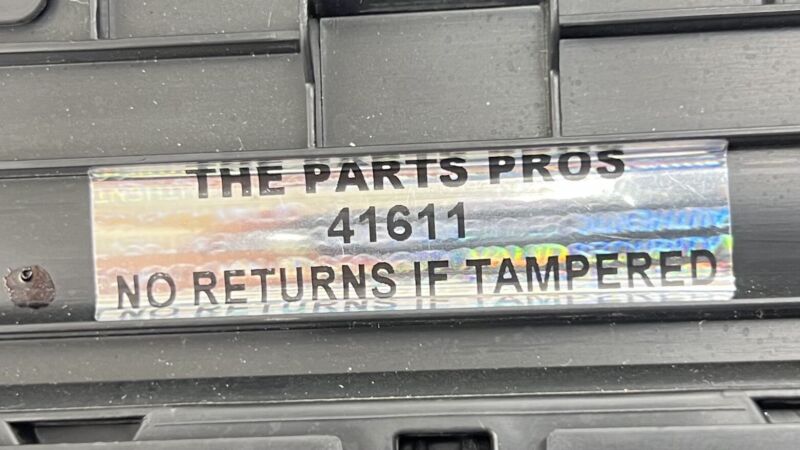 THE PARTS PROS
41611
NO RETURNS IF TAMPERED